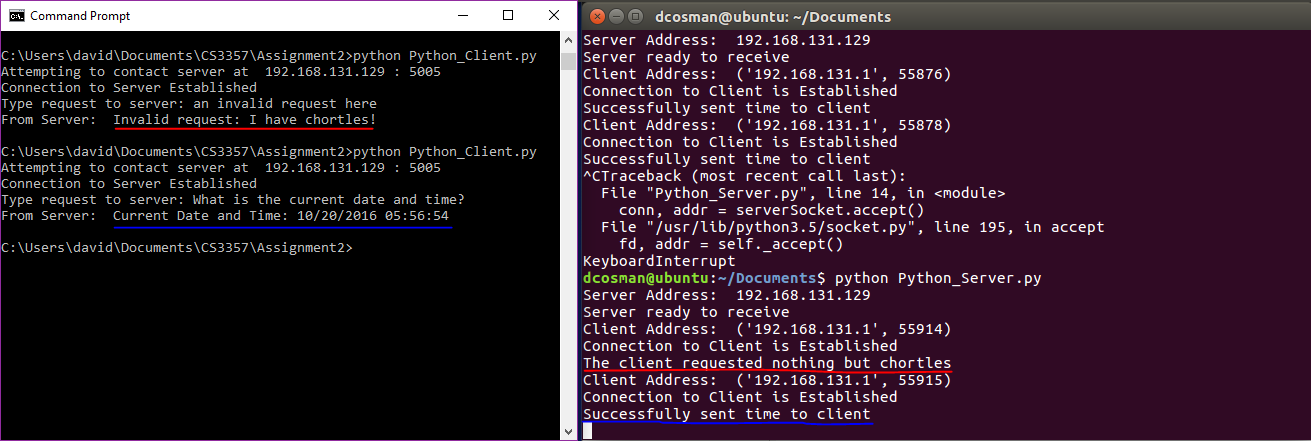 Command Prompt
C:\Users\david\Documents\CS3357\Assignment2>python Python_Client.py
Attempting to contact server at  192.168.131.129 : 5005
Connection to Server Established
Type request to server: an invalid request here
From Server:  Invalid request: I have chortles!
C:\Users\david\Documents\CS3357\Assignment2>python Python_Client.py
Attempting to contact server at  192.168.131.129 : 5005
Connection to Server Established
Type request to server: What is the current date and time?
From Server:  Current Date and Time: 10/20/2016 05:56:54
C:\Users\david\Documents\CS3357\Assignment2>
dcosman@ubuntu: ~/Documents
Server Address:  192.168.131.129
Server ready to receive
Client Address:  ('192.168.131.1', 55876)
Connection to Client is Established
Successfully sent time to client
Client Address:  ('192.168.131.1', 55878)
Connection to Client is Established
Successfully sent time to client
^CTraceback (most recent call last):
  File "Python_Server.py", line 14, in <module>
    conn, addr = serverSocket.accept()
  File "/usr/lib/python3.5/socket.py", line 195, in accept
    fd, addr = self._accept()
KeyboardInterrupt
dcosman@ubuntu:~/Documents$ python Python_Server.py
Server Address:  192.168.131.129
Server ready to receive
Client Address:  ('192.168.131.1', 55914)
Connection to Client is Established
The client requested nothing but chortles
Client Address:  ('192.168.131.1', 55915)
Connection to Client is Established
Successfully sent time to client